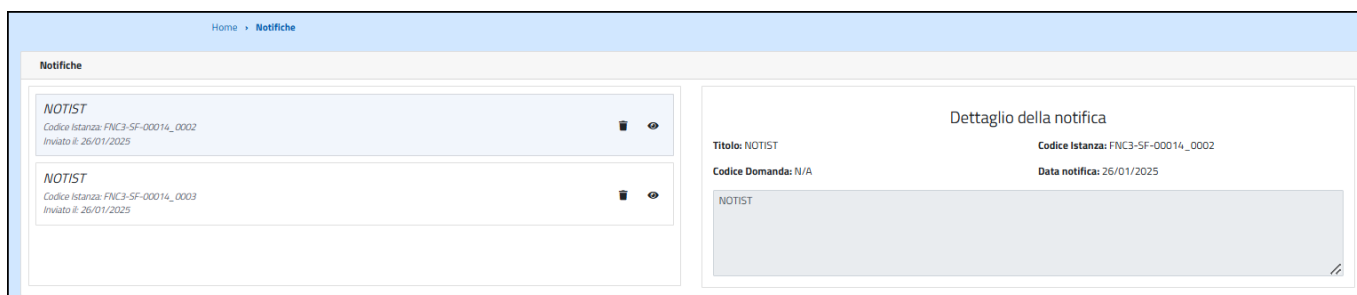 Home › Notifiche
Notifiche
NOTIST
Codice Istanza: FNC3-SF-00014_0002
Inviato il: 26/01/2025
NOTIST
Codice Istanza: FNC3-SF-00014_0003
Inviato il: 26/01/2025
Dettaglio della notifica
Titolo: NOTIST
Codice Istanza: FNC3-SF-00014_0002
Codice Domanda: N/A
Data notifica: 26/01/2025
NOTIST